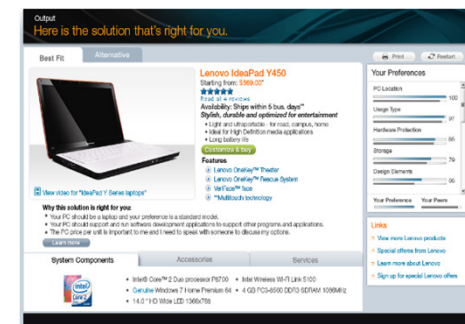 Output
Here is the solution that's right for you.
Best Fit
Alternative
Print
Restart
Lenovo IdeaPad Y450
Starting from: $569.00*
Read all 4 reviews
Availability: Ships within 5 bus. days**
Stylish, durable and optimized for entertainment
• Light and ultraportable - for road, campus, home
• Ideal for High Definition media applications
• Long battery life
Customize & buy
Features
Lenovo OneKey™ Theater
Lenovo OneKey™ Rescue System
VeriFace™ face
**Multitouch technology
View video for "IdeaPad Y Series laptops"
Why this solution is right for you:
• Your PC should be a laptop and your preference is a standard model.
• Your PC should support and run software development applications to support other programs and applications.
• The PC price per unit is important to me and I need to speak with someone to discuss my options.
Learn more
System Components
Accessories
Services
• Intel® Core™ 2 Duo processor P8700
• Genuine Windows 7 Home Premium 64
• 14.0 " HD Wide LED 1366x768
• Intel Wireless Wi-Fi Link 5100
• 4 GB PC3-8500 DDR3 SDRAM 1066MHz
intel
Core 2
Your Preferences
PC Location
100
Usage Type
97
Hardware Protection
85
Storage
79
Design Elements
Your Preference
Your Peers
Links
View more Lenovo products
Special offers from Lenovo
Learn more about Lenovo
Sign up for special Lenovo offers